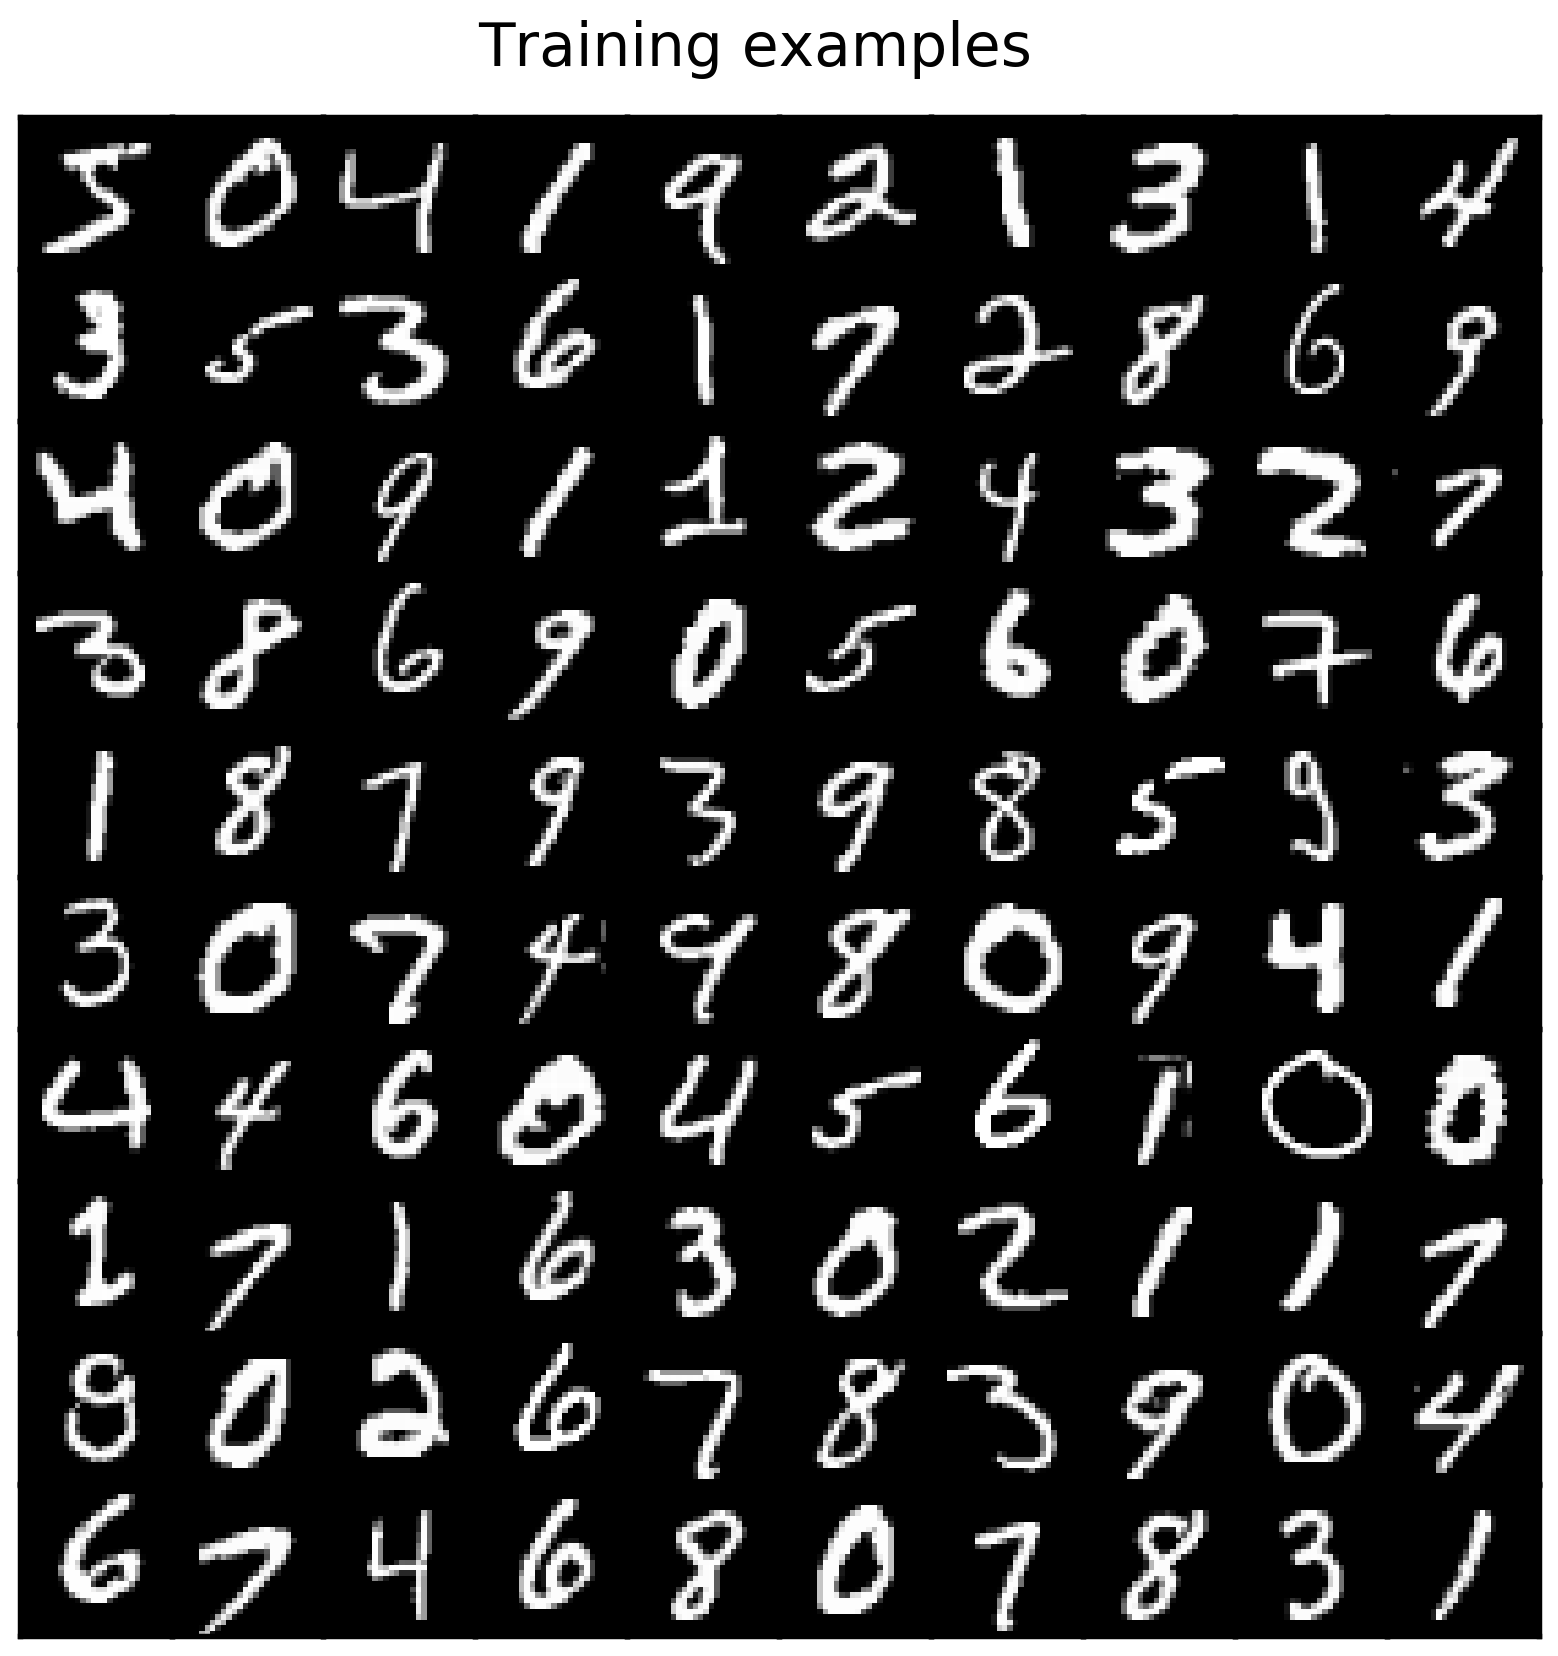 Training examples
5 0 4 1 9 2 1 3 1 4
3 5 3 6 1 7 2 8 6 9
4 0 9 1 1 2 4 3 2 7
3 8 6 9 0 5 6 0 7 6
1 8 7 9 3 9 8 5 9 3
3 0 7 4 9 8 0 9 4 1
4 4 6 0 4 5 6 1 0 0
1 7 1 6 3 0 2 1 1 7
8 0 2 6 7 8 3 9 0 4
6 7 4 6 8 0 7 8 3 1